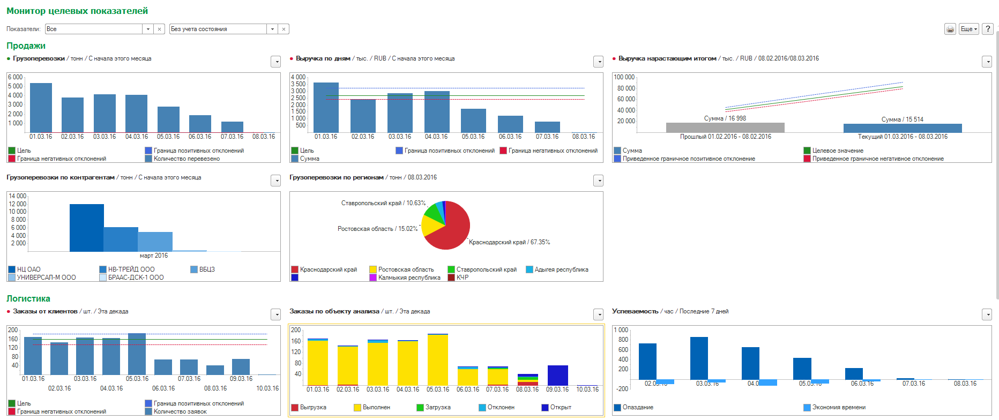 Монитор целевых показателей
Показатели: Все Без учета состояния Еще ?
Продажи
Грузоперевозки / тонн / С начала этого месяца
6 000
5 000
4 000
3 000
2 000
1 000
01.03.16 02.03.16 03.03.16 04.03.16 05.03.16 06.03.16 07.03.16 08.03.16
Цель Граница позитивных отклонений
Граница негативных отклонений Количество перевезено
Выручка по дням / тыс. / RUB / С начала этого месяца
4 000
3 500
3 000
2 500
2 000
1 500
1 000
500
01.03.16 02.03.16 03.03.16 04.03.16 05.03.16 06.03.16 07.03.16 08.03.16
Цель Граница позитивных отклонений Граница негативных отклонений
Сумма
Выручка нарастающим итогом / тыс. / RUB / 08.02.2016/08.03.2016
100 000
80 000
60 000
40 000
20 000
Сумма / 16 998 Сумма / 15 514
Прошлый 01.02.2016 - 08.02.2016 Текущий 01.03.2016 - 08.03.2016
Сумма Целевое значение
Приведенное граничное позитивное отклонение Приведенное граничное негативное отклонение
Грузоперевозки по контрагентам / тонн / С начала этого месяца
14 000
12 000
10 000
8 000
6 000
4 000
2 000
март 2016
НЦ ОАО НВ-ТРЕЙД ООО ВБЦЗ
УНИВЕРСАЛ-М ООО БРААС-ДСК-1 ООО
Грузоперевозки по регионам / тонн / 08.03.2016
Ставропольский край / 10.63%
Ростовская область / 15.02%
Краснодарский край / 67.35%
Краснодарский край Ростовская область Ставропольский край Адыгея республика
Калмыкия республика КЧР
Логистика
Заказы от клиентов / шт. / Эта декада
200
160
120
80
40
01.03.16 03.03.16 05.03.16 07.03.16 09.03.16
02.03.16 04.03.16 06.03.16 08.03.16 10.03.16
Цель Граница позитивных отклонений
Граница негативных отклонений Количество заявок
Заказы по объекту анализа / шт. / Эта декада
200
160
120
80
40
01.03.16 02.03.16 03.03.16 04.03.16 05.03.16 06.03.16 07.03.16 08.03.16 09.03.16 10.03.16
Выгрузка Выполнен Загрузка Отклонен Открыт
Успеваемость / час / Последние 7 дней
1 000
800
600
400
200
-200
02.03.16 03.03.16 04.03.16 05.03.16 06.03.16 07.03.16 08.03.16
Опаздание Экономия времени